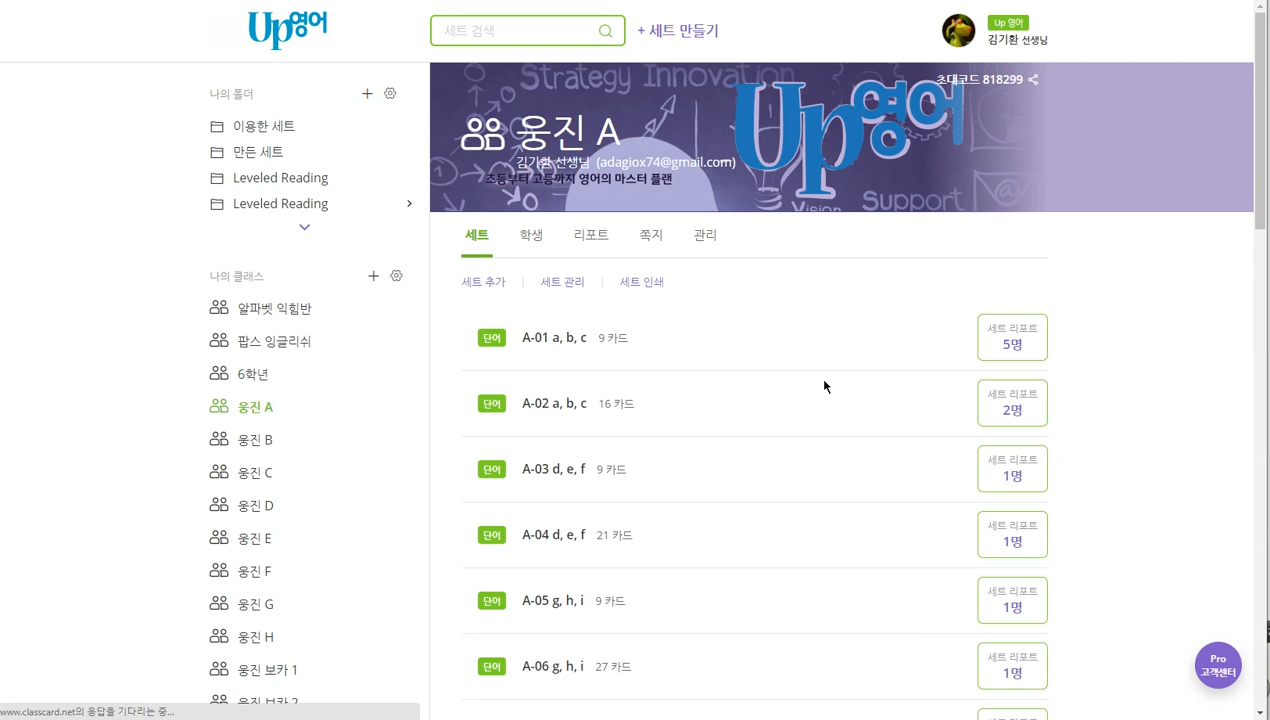 Up영어
세트 검색
+ 세트 만들기
Up 영어
김기환 선생님
나의 폴더
이용한 세트
만든 세트
Leveled Reading
Leveled Reading
나의 클래스
알파벳 익힘반
팝스 잉글리쉬
6학년
웅진 A
웅진 B
웅진 C
웅진 D
웅진 E
웅진 F
웅진 G
웅진 H
웅진 보카 1
웅진 보카 2
www.classcard.net의 응답을 기다리는 중...
Strategy Innovation
초대코드 818299
Up영어
웅진 A
김기환 선생님 (adagiox74@gmail.com)
초등부터 고등까지 영어의 마스터 플랜
Vision
Support
세트 학생 리포트 쪽지 관리
세트 추가 | 세트 관리 | 세트 인쇄
단어 A-01 a, b, c 9 카드
세트 리포트
5명
단어 A-02 a, b, c 16 카드
세트 리포트
2명
단어 A-03 d, e, f 9 카드
세트 리포트
1명
단어 A-04 d, e, f 21 카드
세트 리포트
1명
단어 A-05 g, h, i 9 카드
세트 리포트
1명
단어 A-06 g, h, i 27 카드
세트 리포트
1명
세트 리포트
Pro
고객센터